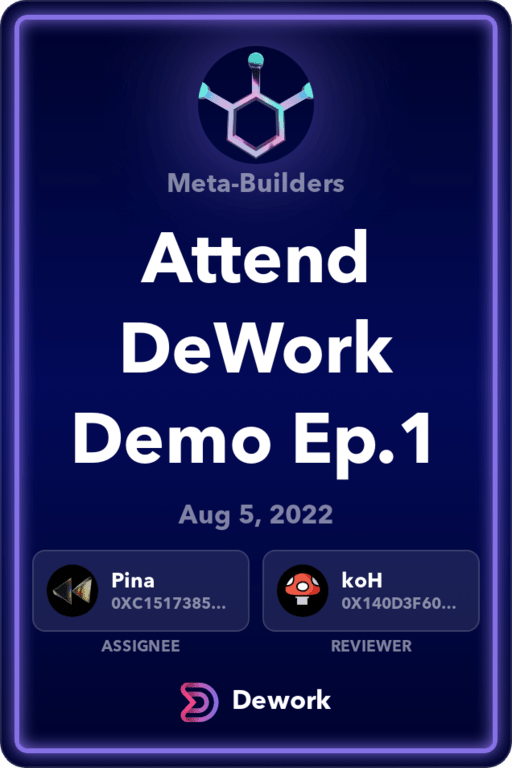 Meta-Builders
Attend
DeWork
Demo Ep.1
Aug 5, 2022
Pina
0XC1517385...
ASSIGNEE
koH
0X140D3F60...
REVIEWER
Dework